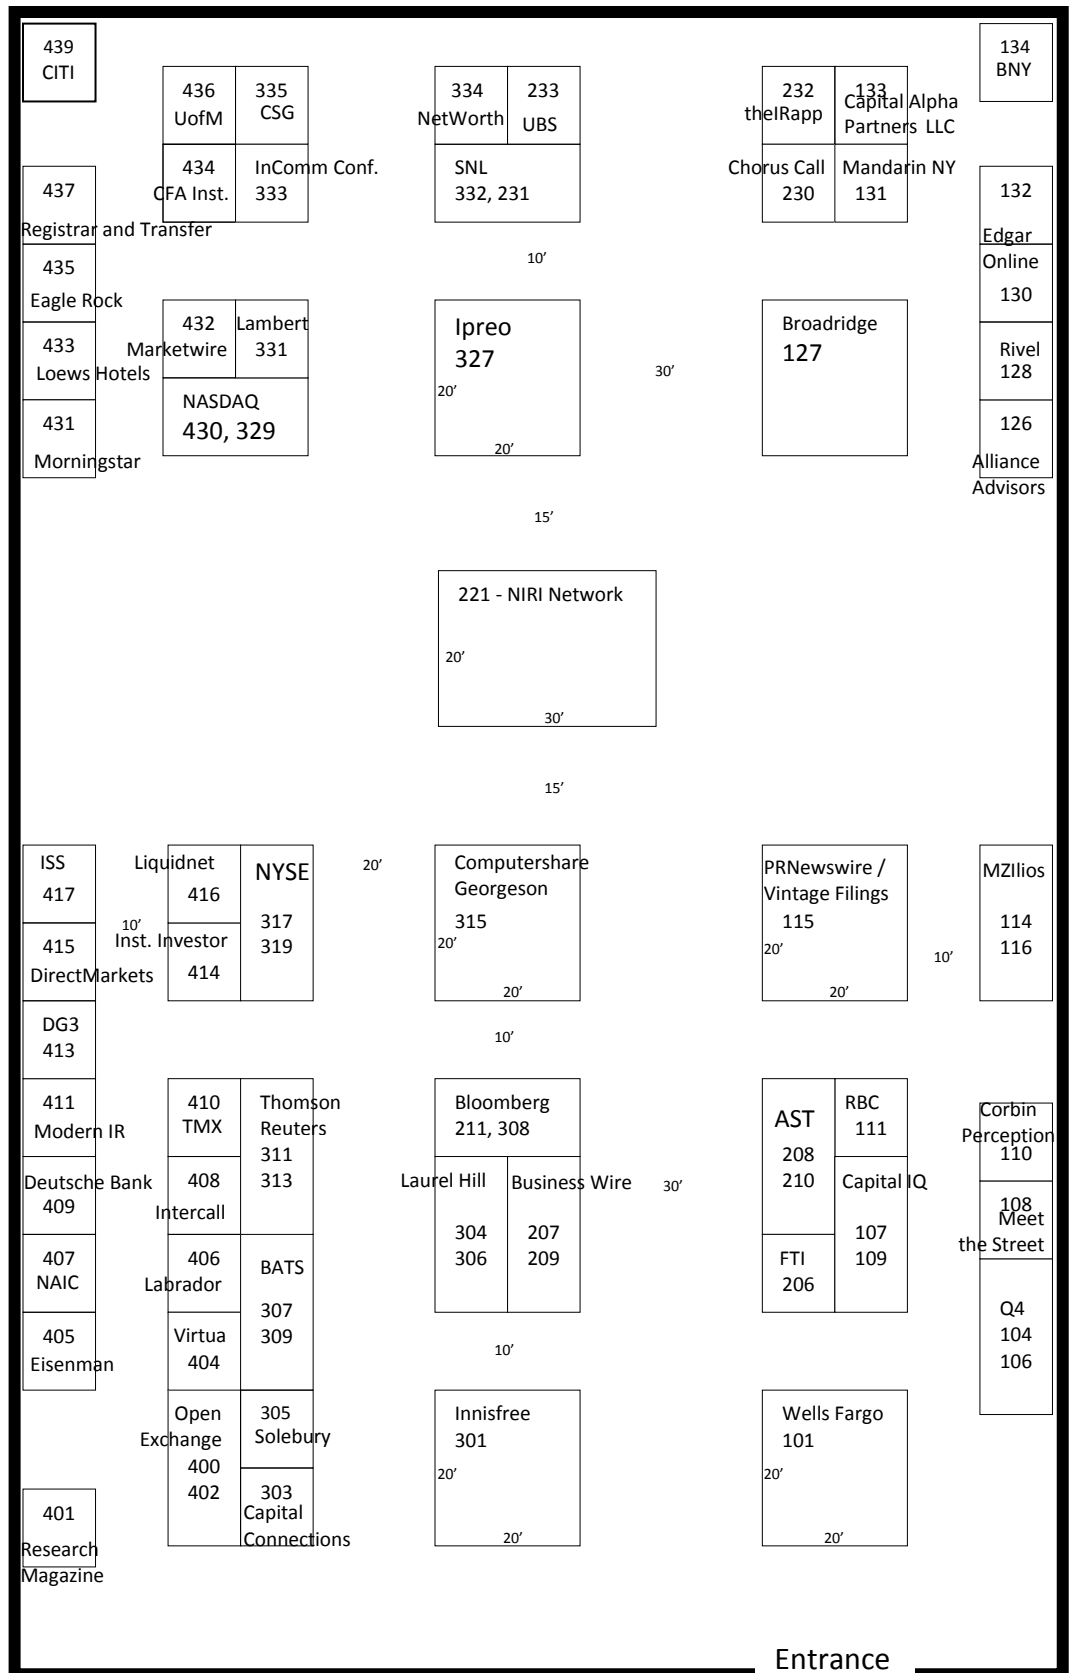 439
CITI
134
BNY
436
UofM
335
CSG
334
NetWorth
233
UBS
232
theIRapp
133
Capital Alpha
Partners LLC
434
CFA Inst.
InComm Conf.
333
SNL
332, 231
Chorus Call
230
Mandarin NY
131
437
Registrar and Transfer
132
Edgar
Online
130
435
Eagle Rock
10’
432
Marketwire
Lambert
331
Ipreo
327
20’
20’
30’
Broadridge
127
433
Loews Hotels
Rivel
128
NASDAQ
430, 329
431
Morningstar
126
Alliance
Advisors
15’
221 - NIRI Network
20’
30’
15’
ISS
417
Liquidnet
416
NYSE
317
319
20’
Computershare
Georgeson
315
20’
20’
PRNewswire /
Vintage Filings
115
20’
20’
10’
MZIlios
114
116
10’
415
DirectMarkets
Inst. Investor
414
DG3
413
10’
411
Modern IR
410
TMX
Thomson
Reuters
311
313
Bloomberg
211, 308
AST
208
210
RBC
111
Corbin
Perception
110
Deutsche Bank
409
408
Intercall
Laurel Hill
304
306
Business Wire
207
209
30’
Capital IQ
107
109
108
Meet
the Street
407
NAIC
406
Labrador
BATS
307
309
FTI
206
Q4
104
106
405
Eisenman
Virtua
404
10’
Open
Exchange
400
402
305
Solebury
303
Capital
Connections
Innisfree
301
20’
20’
Wells Fargo
101
20’
20’
401
Research
Magazine
Entrance